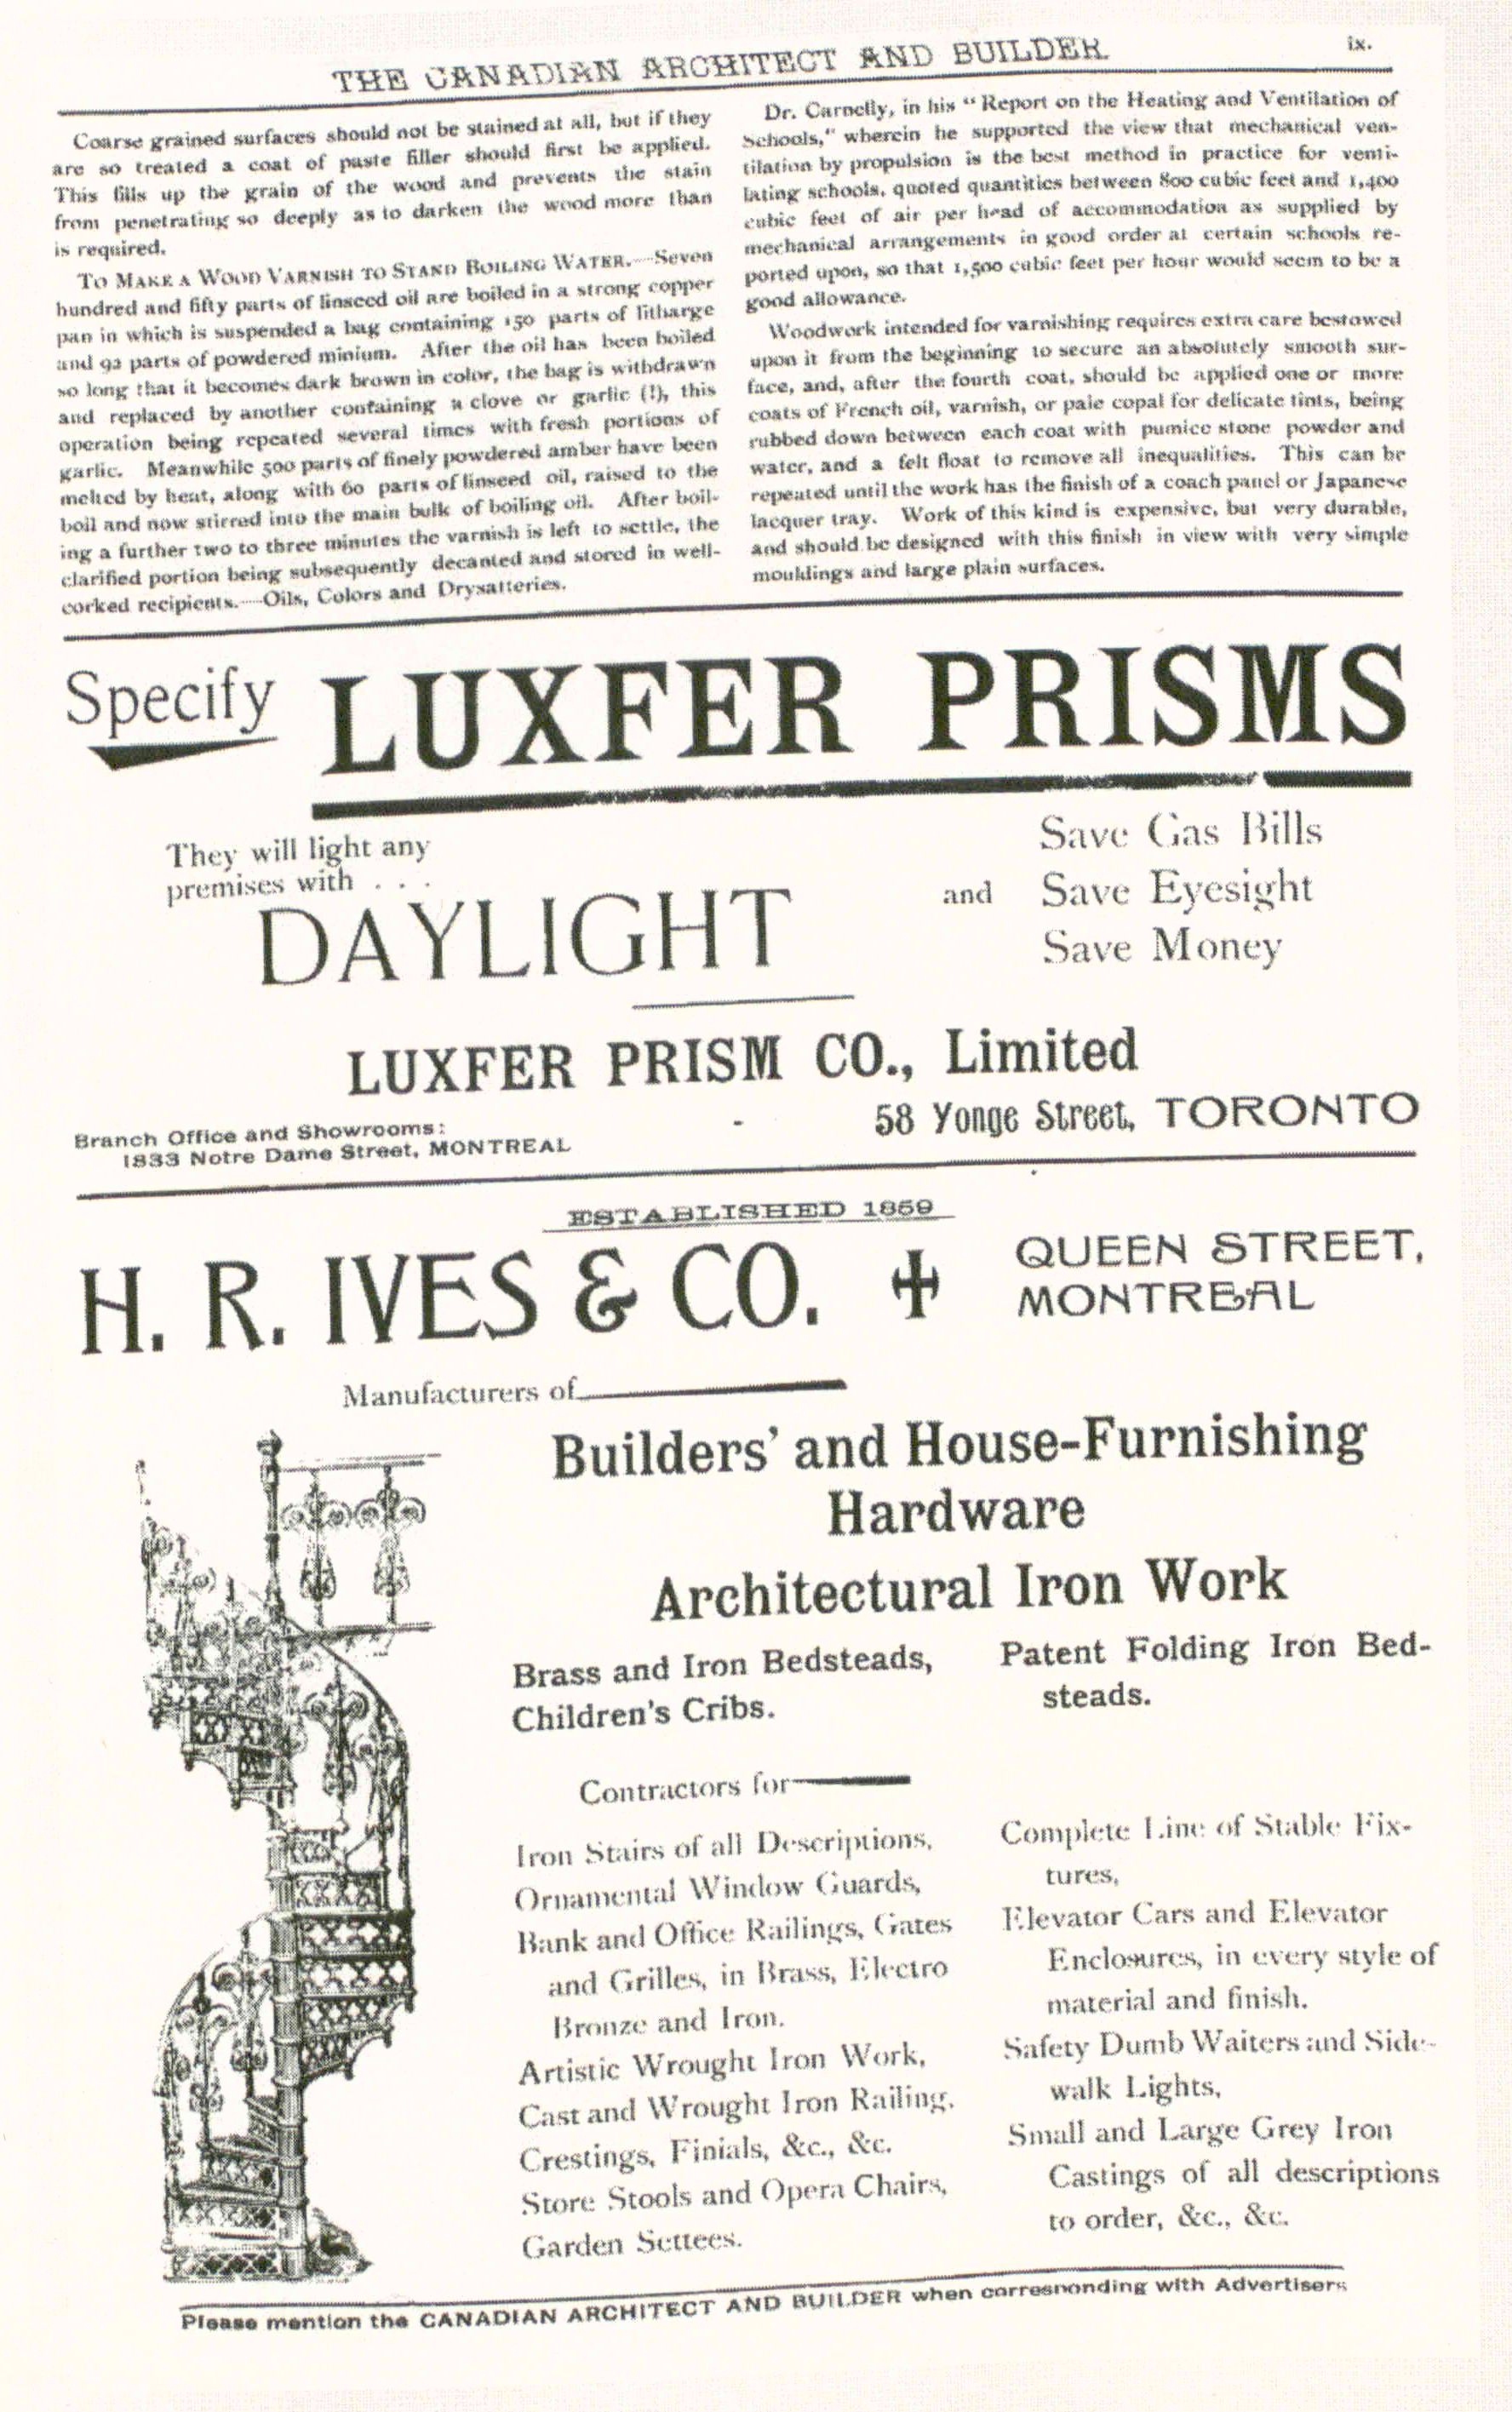 THE CANADIAN ARCHITECT AND BUILDER.
ix.
Coarse grained surfaces should not be stained at all, but if they
are so treated a coat of paste filler should first be applied.
This fills up the grain of the wood and prevents the stain
from penetrating so deeply as to darken the wood more than
is required.
TO MAKE A WOOD VARNISH TO STAND BOILING WATER.—Seven
hundred and fifty parts of linseed oil are boiled in a strong copper
pan in which is suspended a bag containing 150 parts of litharge
and 92 parts of powdered minium. After the oil has been boiled
so long that it becomes dark brown in color, the bag is withdrawn
and replaced by another containing a clove or garlic (!), this
operation being repeated several times with fresh portions of
garlic. Meanwhile 500 parts of finely powdered amber have been
melted by heat, along with 60 parts of linseed oil, raised to the
boil and now stirred into the main bulk of boiling oil. After boil-
ing a further two to three minutes the varnish is left to settle, the
clarified portion being subsequently decanted and stored in well-
corked recipients.—Oils, Colors and Drysatteries.
Dr. Carnelly, in his "Report on the Heating and Ventilation of
Schools," wherein he supported the view that mechanical ven-
tilation by propulsion is the best method in practice for venti-
lating schools, quoted quantities between 800 cubic feet and 1,400
cubic feet of air per head of accommodation as supplied by
mechanical arrangements in good order at certain schools re-
ported upon, so that 1,500 cubic feet per hour would seem to be a
good allowance.
Woodwork intended for varnishing requires extra care bestowed
upon it from the beginning to secure an absolutely smooth sur-
face, and, after the fourth coat, should be applied one or more
coats of French oil, varnish, or pale copal for delicate tints, being
rubbed down between each coat with pumice stone powder and
water, and a felt float to remove all inequalities. This can be
repeated until the work has the finish of a coach panel or Japanese
lacquer tray. Work of this kind is expensive, but very durable,
and should be designed with this finish in view with very simple
mouldings and large plain surfaces.
Specify LUXFER PRISMS
They will light any
premises with . . .
DAYLIGHT
and
Save Gas Bills
Save Eyesight
Save Money
LUXFER PRISM CO., Limited
58 Yonge Street, TORONTO
Branch Office and Showrooms:
1833 Notre Dame Street, MONTREAL
ESTABLISHED 1859
H. R. IVES & CO.
QUEEN STREET,
MONTREAL
Manufacturers of
Builders' and House-Furnishing
Hardware
Architectural Iron Work
Brass and Iron Bedsteads,
Children's Cribs.
Patent Folding Iron Bed-
steads.
Contractors for
Iron Stairs of all Descriptions,
Ornamental Window Guards,
Bank and Office Railings, Gates
and Grilles, in Brass, Electro
Bronze and Iron.
Artistic Wrought Iron Work,
Cast and Wrought Iron Railing.
Crestings, Finials, &c., &c.
Store Stools and Opera Chairs,
Garden Settees.
Complete Line of Stable Fix-
tures,
Elevator Cars and Elevator
Enclosures, in every style of
material and finish.
Safety Dumb Waiters and Side-
walk Lights,
Small and Large Grey Iron
Castings of all descriptions
to order, &c., &c.
Please mention the CANADIAN ARCHITECT AND BUILDER when corresponding with Advertisers